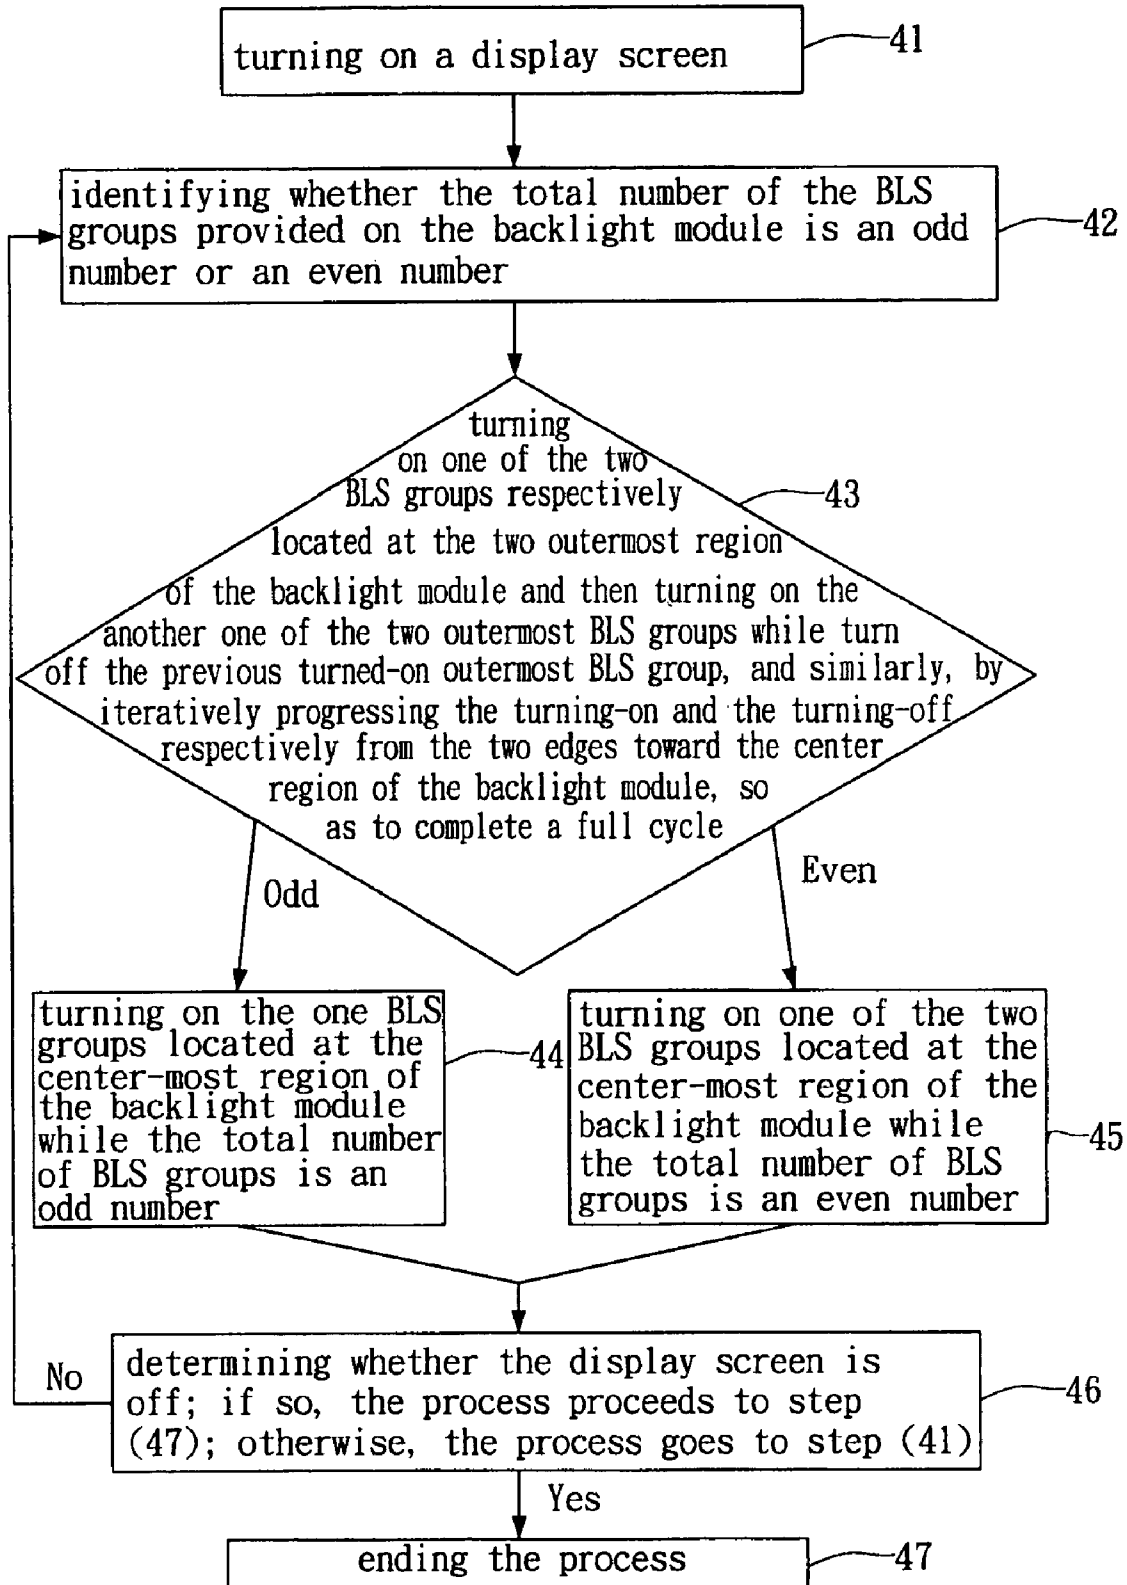 turning on a display screen
41
identifying whether the total number of the BLS
groups provided on the backlight module is an odd
number or an even number
42
turning
on one of the two
BLS groups respectively
located at the two outermost region
of the backlight module and then turning on the
another one of the two outermost BLS groups while turn
off the previous turned-on outermost BLS group, and similarly, by
iteratively progressing the turning-on and the turning-off
respectively from the two edges toward the center
region of the backlight module, so
as to complete a full cycle
43
Odd
Even
turning on the one BLS
groups located at the
center-most region of
the backlight module
while the total number
of BLS groups is an
odd number
44
turning on one of the two
BLS groups located at the
center-most region of the
backlight module while
the total number of BLS
groups is an even number
45
No
determining whether the display screen is
off; if so, the process proceeds to step
(47); otherwise, the process goes to step (41)
46
Yes
ending the process
47